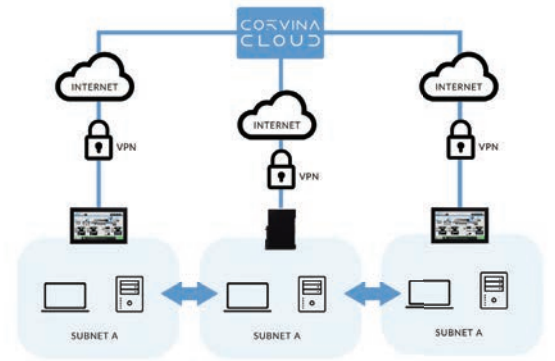 CORVINA
CLOUD
INTERNET
INTERNET
INTERNET
VPN
VPN
VPN
SUBNET A
SUBNET A
SUBNET A